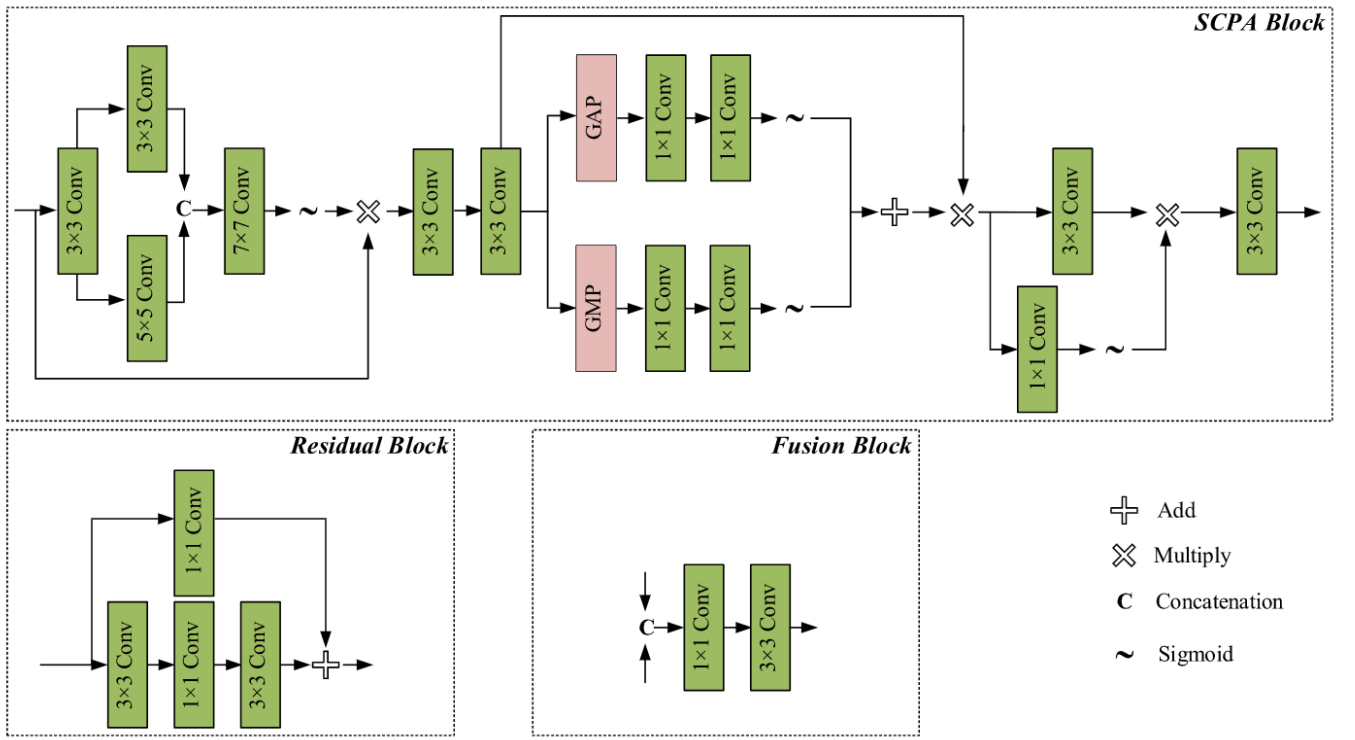 SCPA Block
3×3 Conv
3×3 Conv
5×5 Conv
C
7×7 Conv
~
3×3 Conv
3×3 Conv
GAP
1×1 Conv
1×1 Conv
~
GMP
1×1 Conv
1×1 Conv
~
3×3 Conv
1×1 Conv
~
3×3 Conv
Residual Block
1×1 Conv
3×3 Conv
1×1 Conv
3×3 Conv
Fusion Block
C
1×1 Conv
3×3 Conv
Add
Multiply
C Concatenation
~ Sigmoid